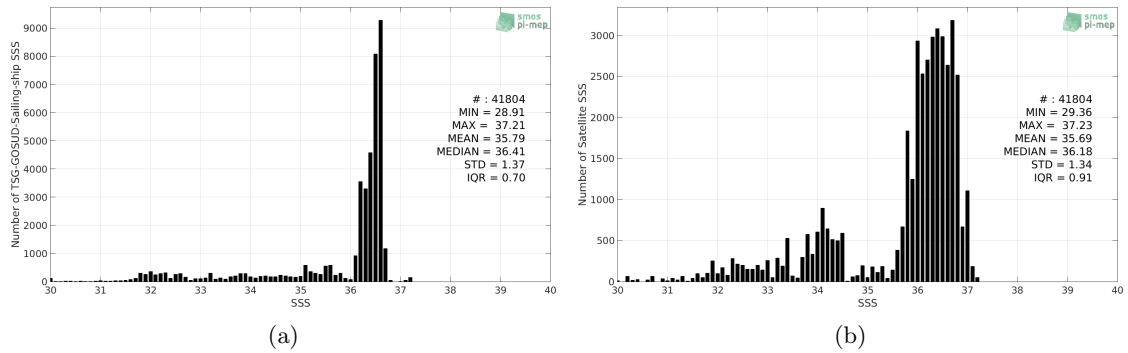 smos
pi-mep
Number of TSG-GOSUD-Sailing-ship SSS
9000
8000
7000
6000
5000
4000
3000
2000
1000
0
# : 41804
MIN = 28.91
MAX = 37.21
MEAN = 35.79
MEDIAN = 36.41
STD = 1.37
IQR = 0.70
30 31 32 33 34 35 36 37 38 39 40
SSS
(a)
smos
pi-mep
Number of Satellite SSS
3000
2500
2000
1500
1000
500
0
# : 41804
MIN = 29.36
MAX = 37.23
MEAN = 35.69
MEDIAN = 36.18
STD = 1.34
IQR = 0.91
30 31 32 33 34 35 36 37 38 39 40
SSS
(b)